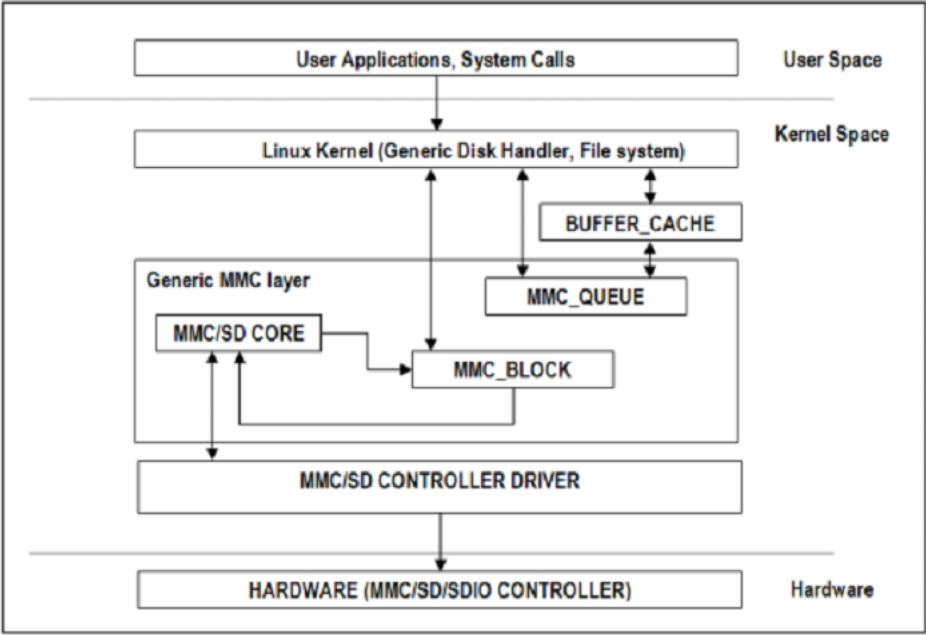 User Applications, System Calls
User Space
Kernel Space
Linux Kernel (Generic Disk Handler, File system)
BUFFER_CACHE
Generic MMC layer
MMC_QUEUE
MMC/SD CORE
MMC_BLOCK
MMC/SD CONTROLLER DRIVER
HARDWARE (MMC/SD/SDIO CONTROLLER)
Hardware